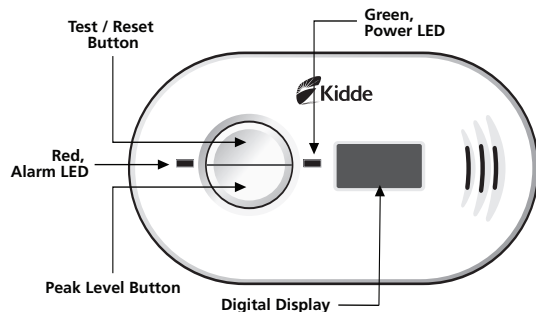 Test / Reset
Button
Green,
Power LED
Kidde
Red,
Alarm LED
Peak Level Button
Digital Display